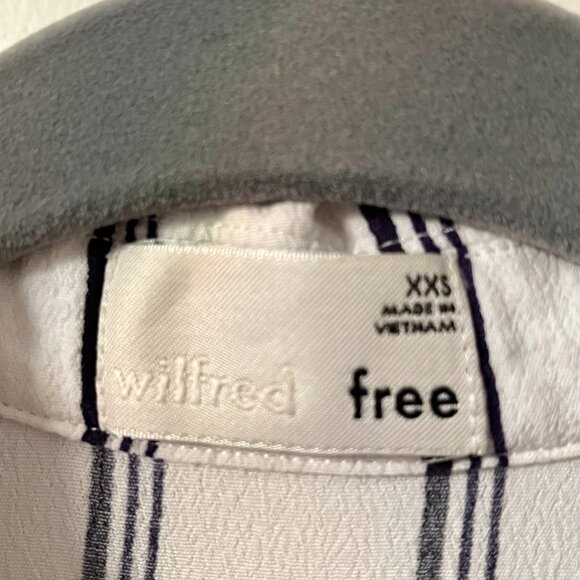 XXS
MADE IN
VIETNAM
wilfred free